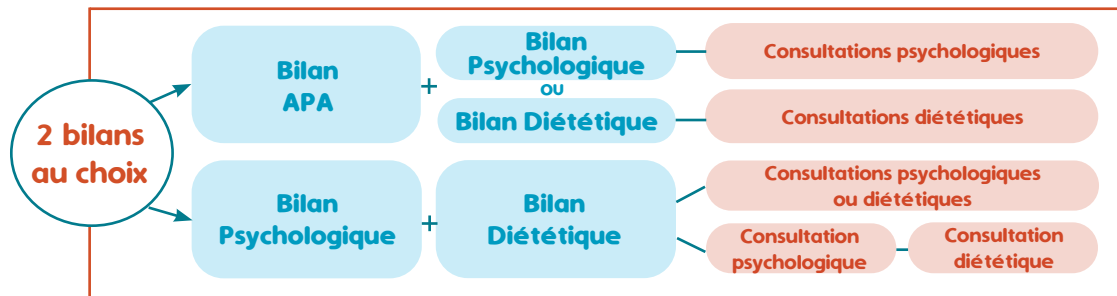 2 bilans
au choix
Bilan
APA
+
Bilan
Psychologique
OU
Bilan Diététique
Consultations psychologiques
Consultations diététiques
Bilan
Psychologique
+
Bilan
Diététique
Consultations psychologiques
ou diététiques
Consultation
psychologique
Consultation
diététique